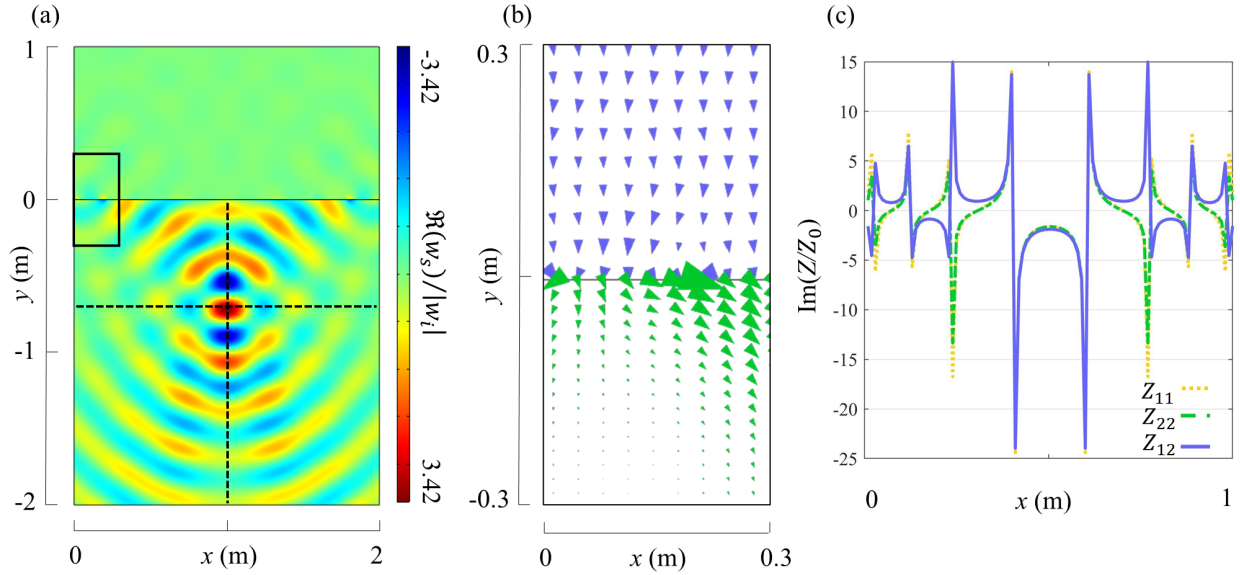 (a)
1
0
-1
-2
y (m)
0
2
x (m)
-3.42
ℜ(w_s)/|w_i|
3.42
(b)
0.3
y (m)
-0.3
0
0.3
x (m)
(c)
15
10
5
0
-5
-10
-15
-20
-25
Im(Z/Z_0)
Z_11
Z_22
Z_12
0
1
x (m)